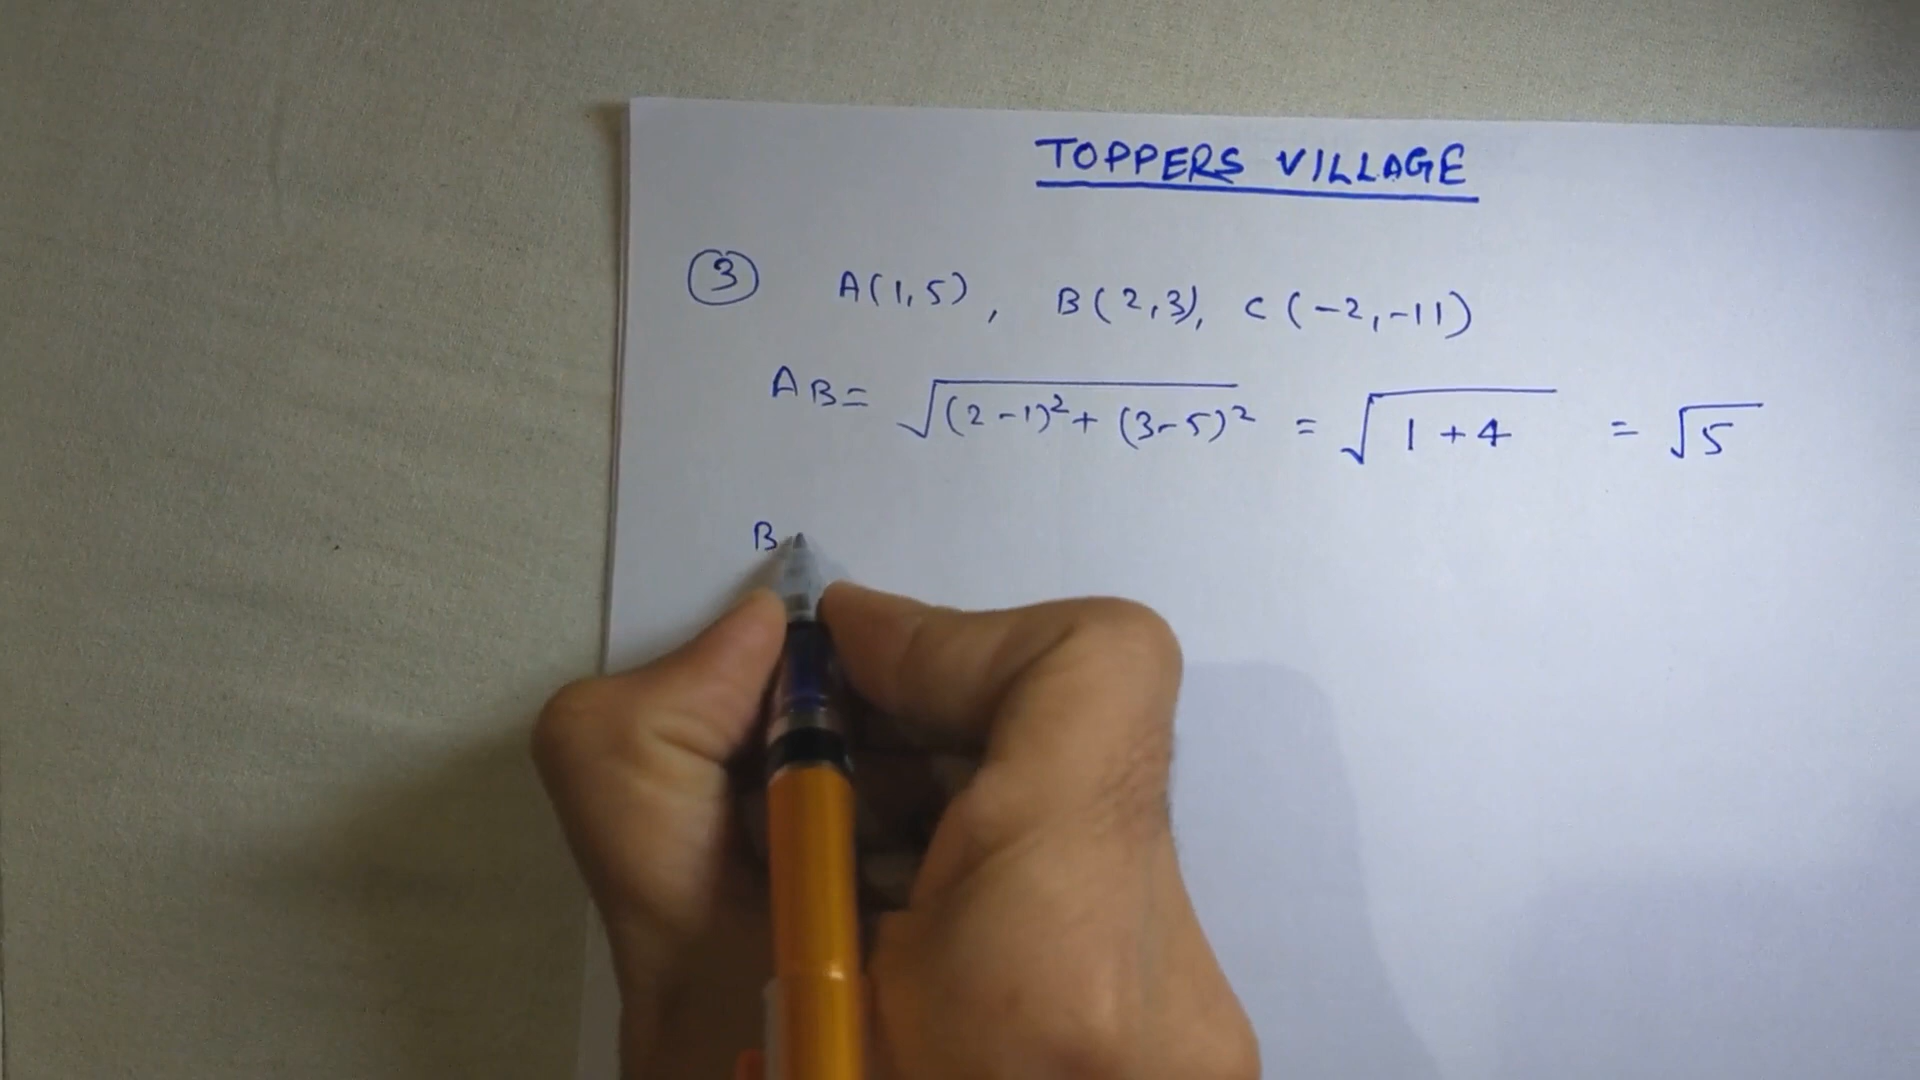 TOPPERS VILLAGE
③ A(1,5), B(2,3), C(-2,-11)
AB = √(2-1)²+(3-5)² = √1+4 = √5
B